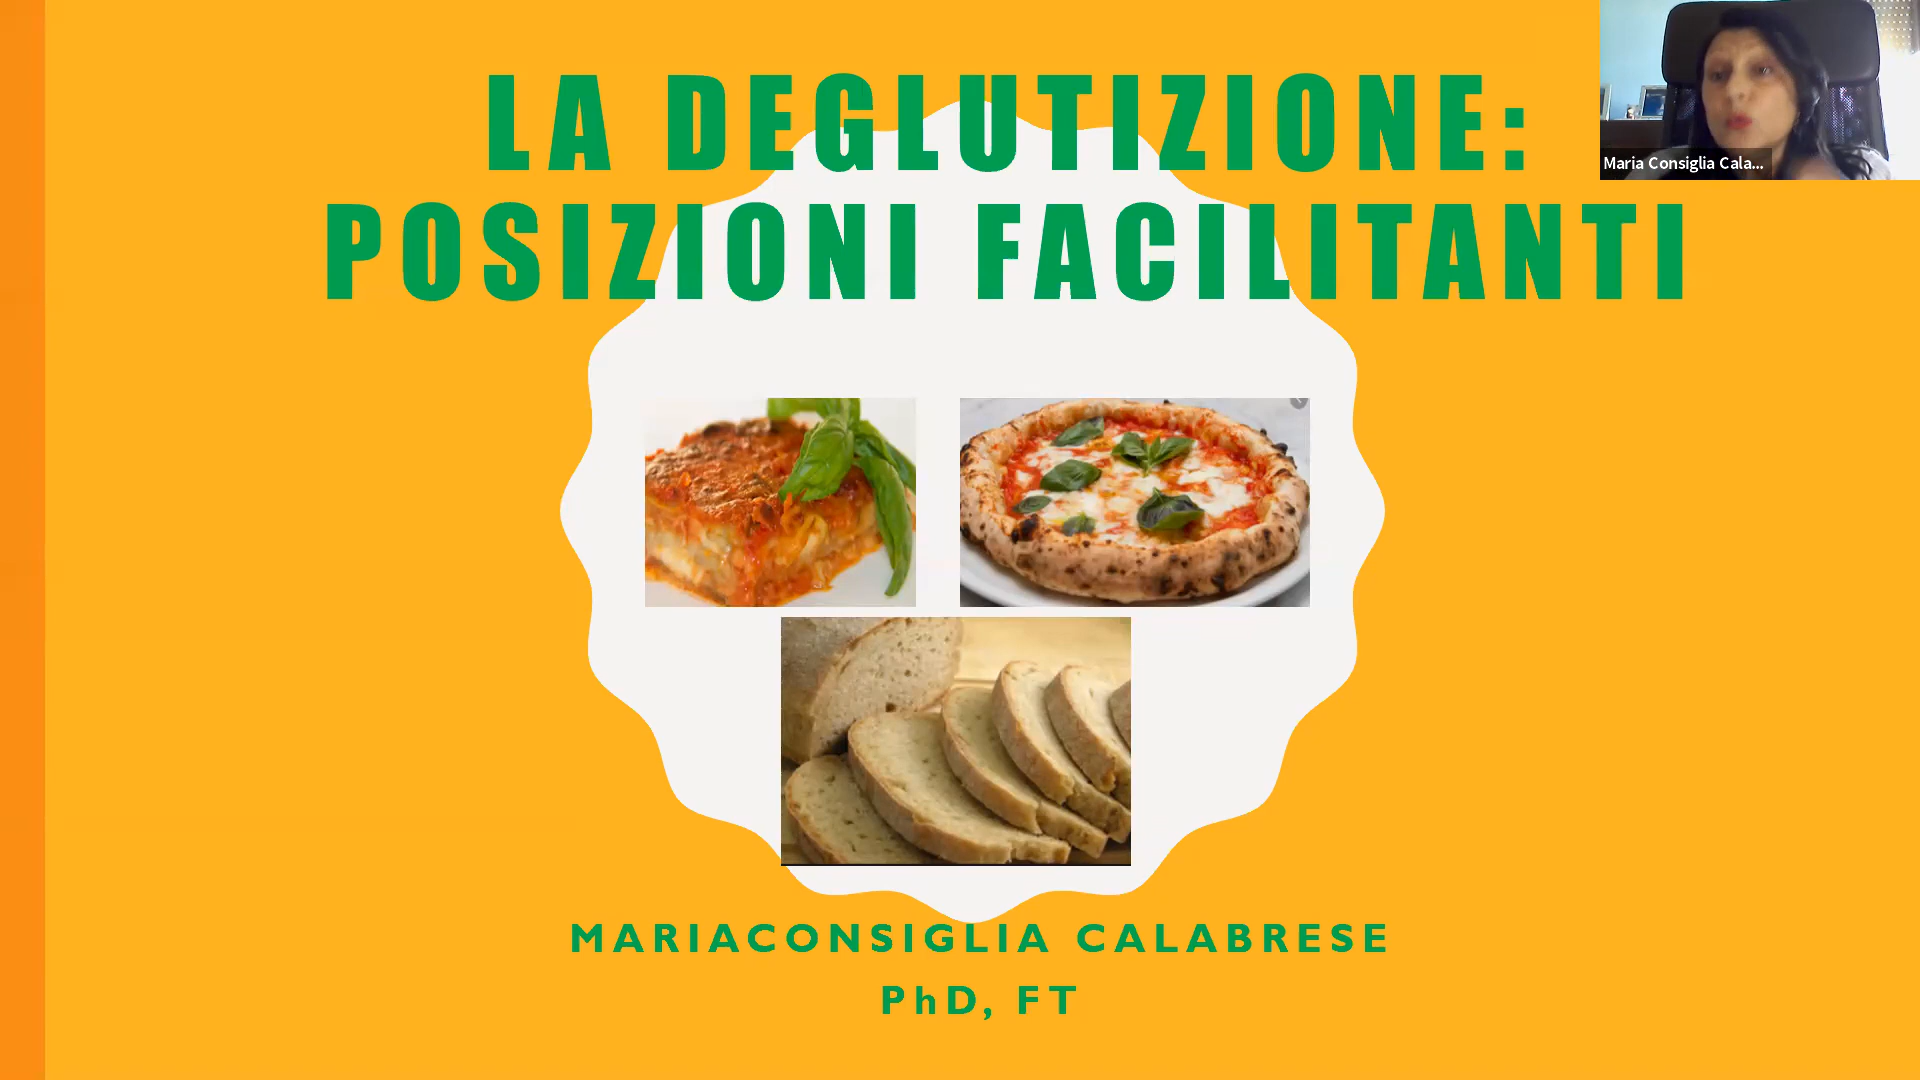 LA DEGLUTIZIONE:
POSIZIONI FACILITANTI
Maria Consiglia Cala...
MARIACONSIGLIA CALABRESE
PhD, FT